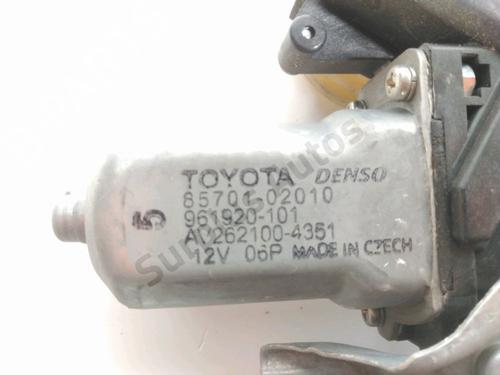 TOYOTA DENSO
85701-02010
961920-101
AV262100-4351
12V 06P MADE IN CZECH